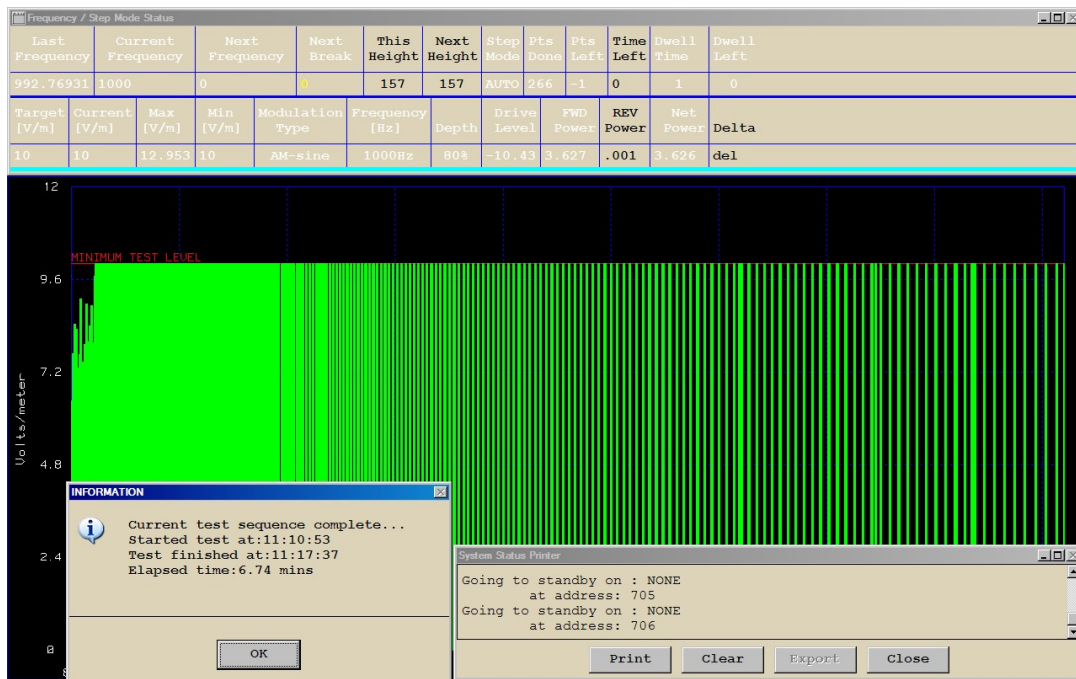 Frequency / Step Mode Status
Last Frequency Current Frequency Next Frequency Next Break This Height Next Height Step Mode Pts Done Pts Left Time Left Dwell Time Dwell Left
992.76931 1000 0 0 157 157 AUTO 266 -1 0 1 0
Target [V/m] Current [V/m] Max [V/m] Min [V/m] Modulation Type Frequency [Hz] Depth Drive Level FWD Power REV Power Net Power Delta
10 10 12.953 10 AM-sine 1000Hz 80% -10.43 3.627 .001 3.626 del
12
MINIMUM TEST LEVEL
9.6
7.2
Volts/meter
4.8
2.4
0
INFORMATION
Current test sequence complete...
Started test at:11:10:53
Test finished at:11:17:37
Elapsed time:6.74 mins
OK
System Status Printer
Going to standby on : NONE
at address: 705
Going to standby on : NONE
at address: 706
Print Clear Export Close